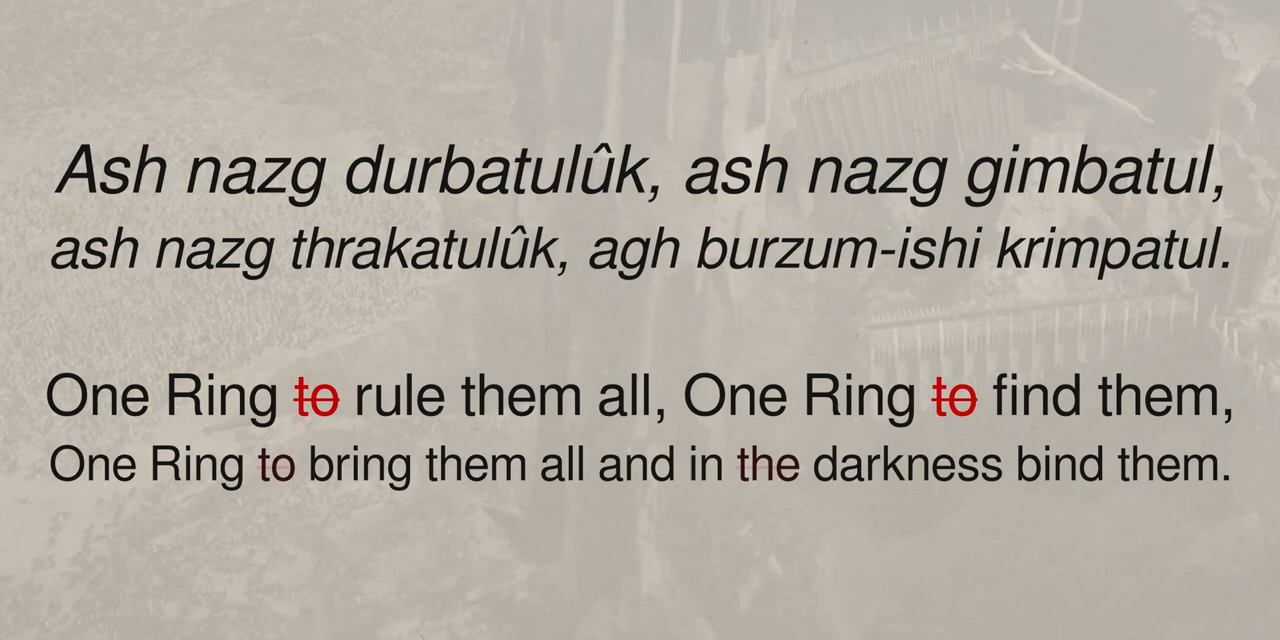 Ash nazg durbatulûk, ash nazg gimbatul,
ash nazg thrakatulûk, agh burzum-ishi krimpatul.
One Ring to rule them all, One Ring to find them,
One Ring to bring them all and in the darkness bind them.